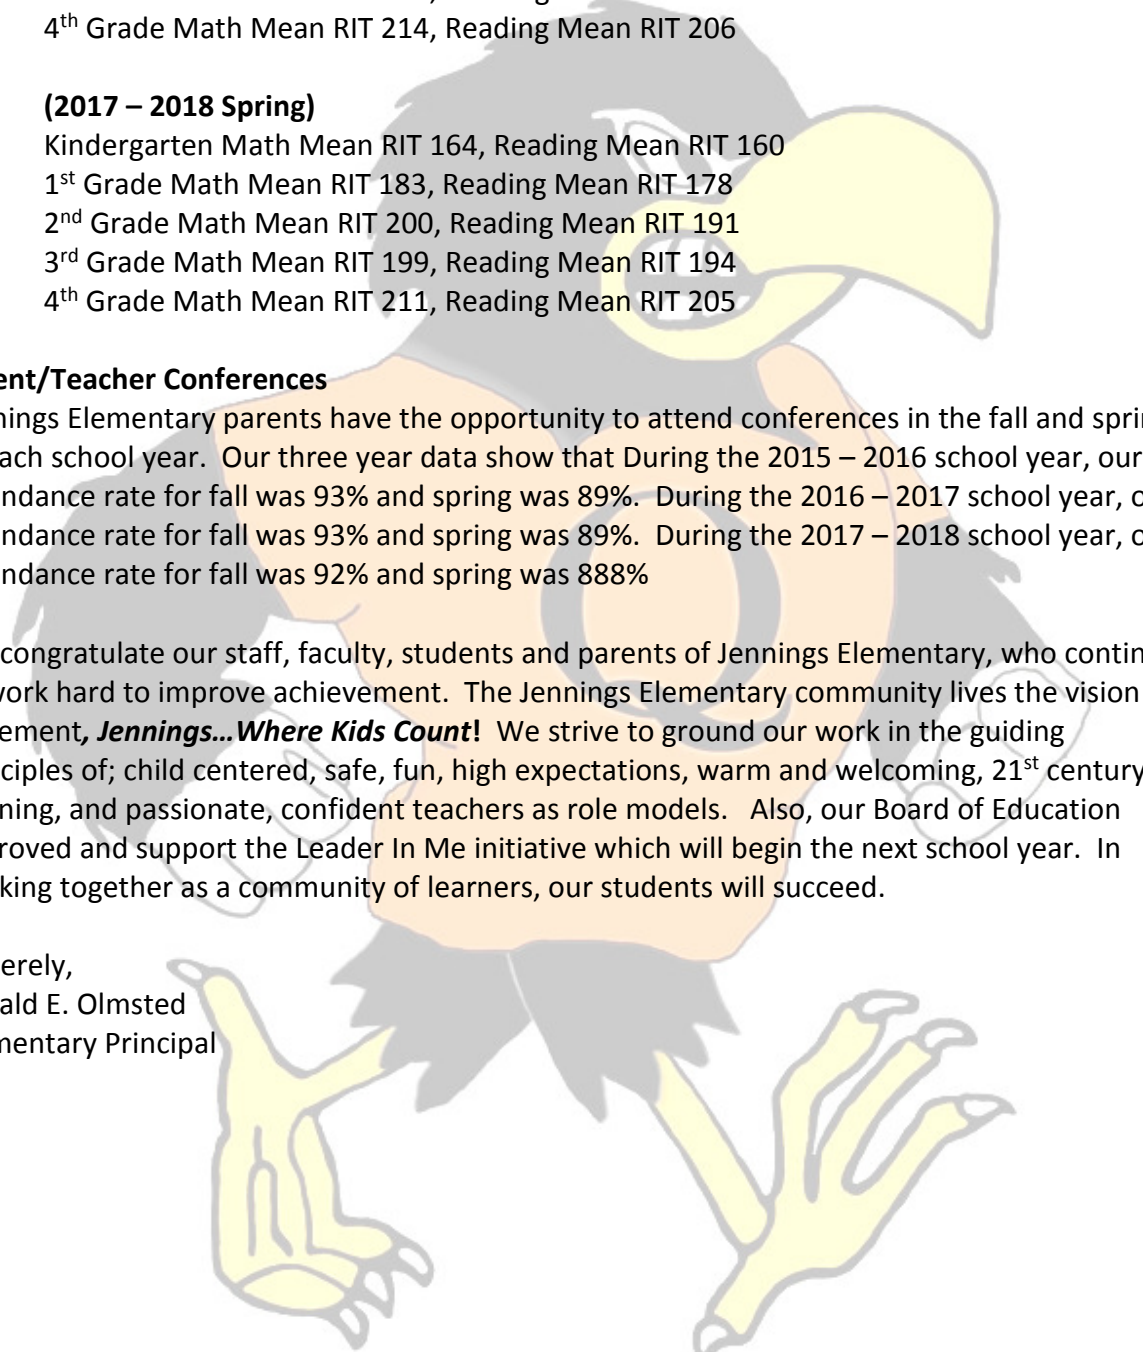 4th Grade Math Mean RIT 214, Reading Mean RIT 206
(2017 – 2018 Spring)
Kindergarten Math Mean RIT 164, Reading Mean RIT 160
1st Grade Math Mean RIT 183, Reading Mean RIT 178
2nd Grade Math Mean RIT 200, Reading Mean RIT 191
3rd Grade Math Mean RIT 199, Reading Mean RIT 194
4th Grade Math Mean RIT 211, Reading Mean RIT 205
ent/Teacher Conferences
nings Elementary parents have the opportunity to attend conferences in the fall and sprin
ach school year. Our three year data show that During the 2015 – 2016 school year, our
ndance rate for fall was 93% and spring was 89%. During the 2016 – 2017 school year, o
ndance rate for fall was 93% and spring was 89%. During the 2017 – 2018 school year, o
ndance rate for fall was 92% and spring was 888%
congratulate our staff, faculty, students and parents of Jennings Elementary, who contin
work hard to improve achievement. The Jennings Elementary community lives the vision
ement, Jennings…Where Kids Count! We strive to ground our work in the guiding
ciples of; child centered, safe, fun, high expectations, warm and welcoming, 21st century
ning, and passionate, confident teachers as role models. Also, our Board of Education
roved and support the Leader In Me initiative which will begin the next school year. In
king together as a community of learners, our students will succeed.
erely,
ald E. Olmsted
mentary Principal
Q